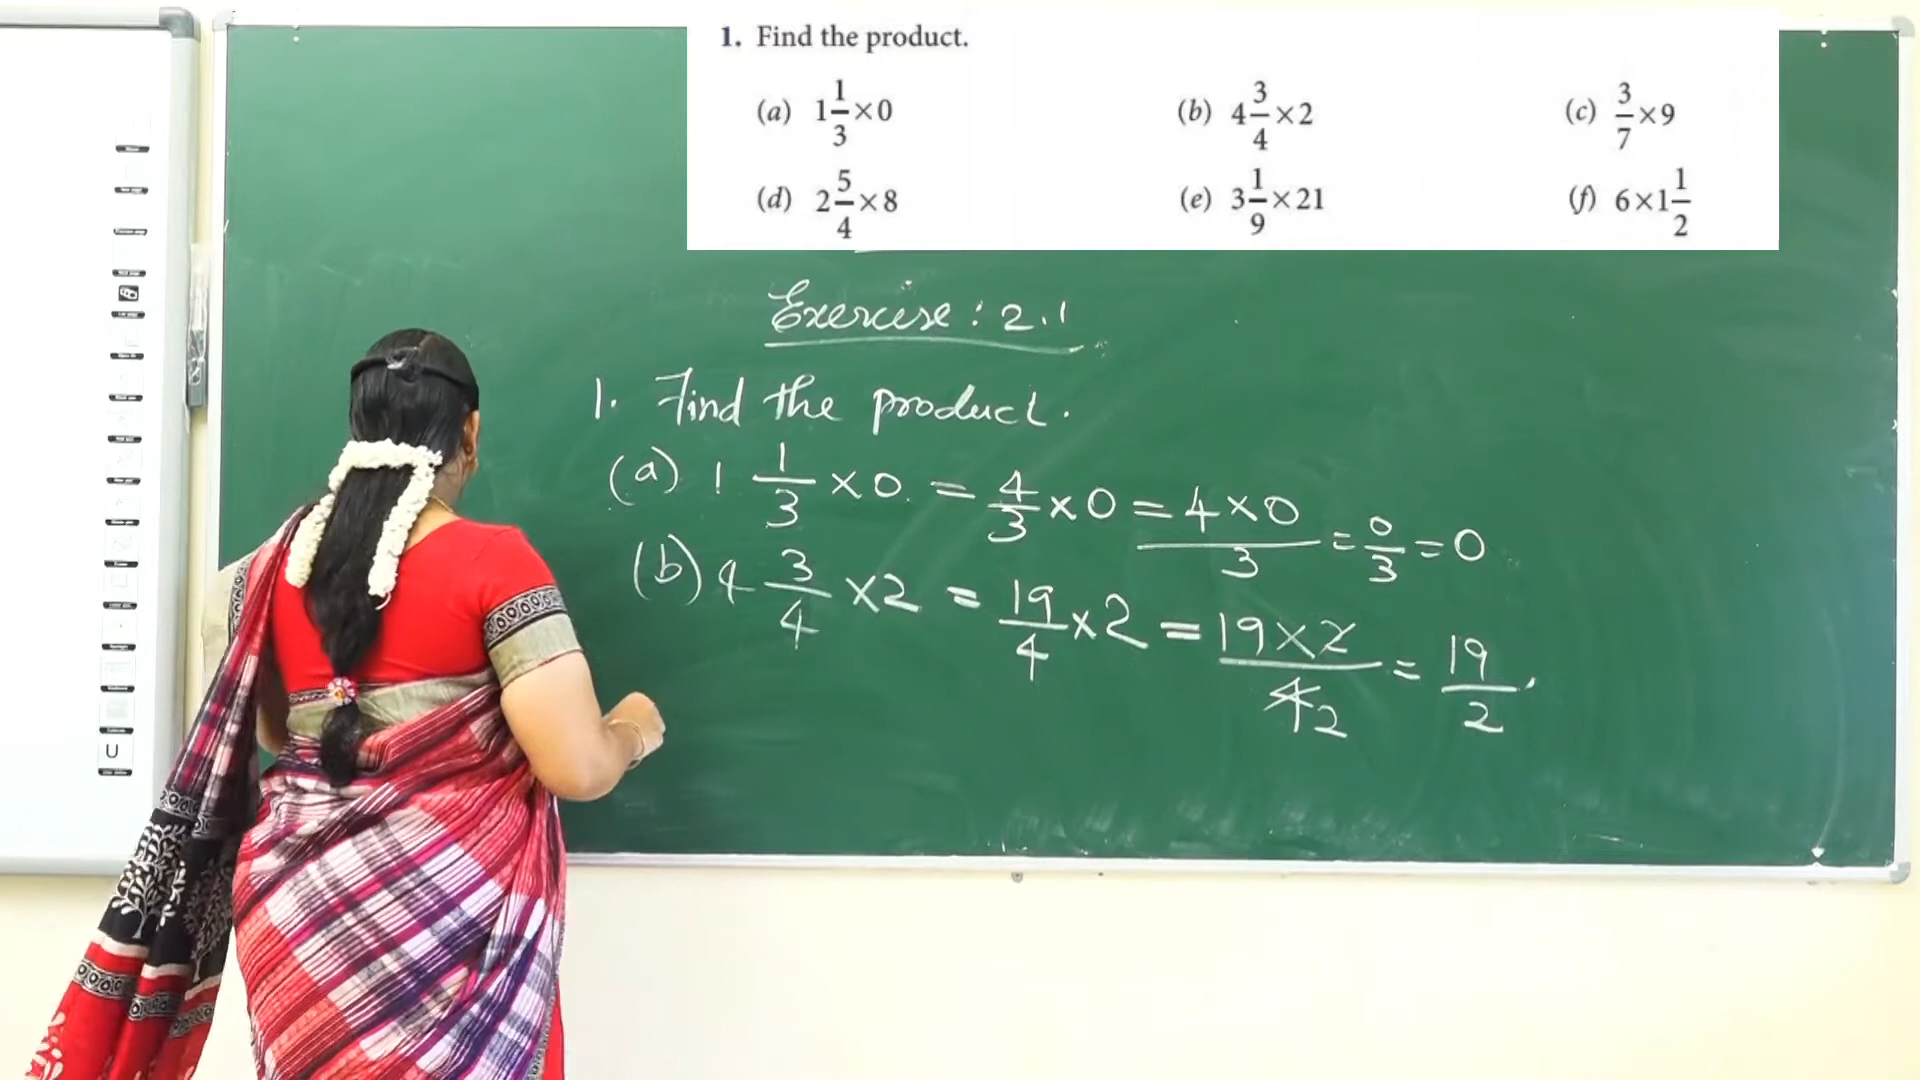 1. Find the product.
(a) 1 1/3 ×0 (b) 4 3/4 ×2 (c) 3/7 ×9
(d) 2 5/4 ×8 (e) 3 1/9 ×21 (f) 6×1 1/2
Exercise : 2.1
1. Find the product.
(a) 1 1/3 × 0 = 4/3 × 0 = 4×0/3 = 0/3 = 0
(b) 4 3/4 ×2 = 19/4 ×2 = 19×2/4 2 = 19/2
U